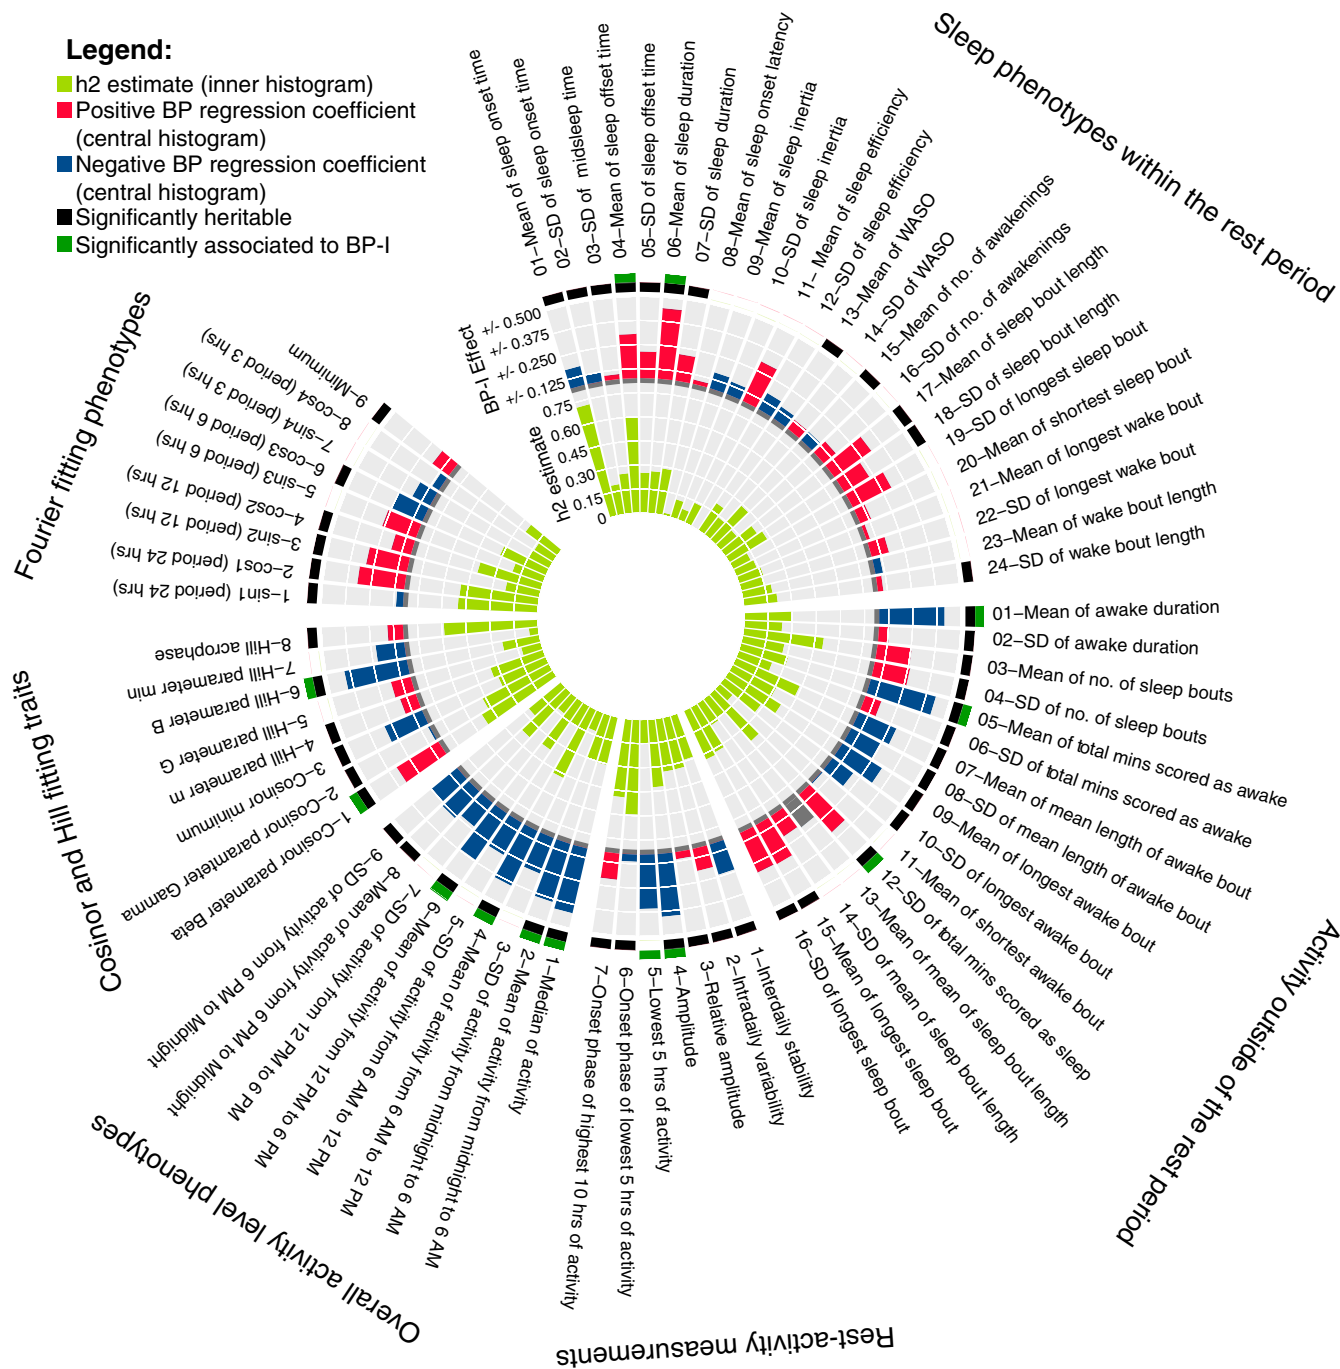 Legend:
h2 estimate (inner histogram)
Positive BP regression coefficient
(central histogram)
Negative BP regression coefficient
(central histogram)
Significantly heritable
Significantly associated to BP-I
Sleep phenotypes within the rest period
01–Mean of sleep onset time
02–SD of sleep onset time
03–SD of midsleep time
04–Mean of sleep offset time
05–SD of sleep offset time
06–Mean of sleep duration
07–SD of sleep duration
08–Mean of sleep onset latency
09–Mean of sleep inertia
10–SD of sleep inertia
11– Mean of sleep efficiency
12–SD of sleep efficiency
13–Mean of WASO
14–SD of WASO
15–Mean of no. of awakenings
16–SD of no. of awakenings
17–Mean of sleep bout length
18–SD of sleep bout length
19–SD of longest sleep bout
20–Mean of shortest sleep bout
21–Mean of longest wake bout
22–SD of longest wake bout
23–Mean of wake bout length
24–SD of wake bout length
Activity outside of the rest period
01–Mean of awake duration
02–SD of awake duration
03–Mean of no. of sleep bouts
04–SD of no. of sleep bouts
05–Mean of total mins scored as awake
06–SD of total mins scored as awake
07–Mean of mean length of awake bout
08–SD of mean length of awake bout
09–Mean of longest awake bout
10–SD of longest awake bout
11–Mean of shortest awake bout
12–SD of total mins scored as sleep
13–Mean of mean of sleep bout length
14–SD of mean of sleep bout length
15–Mean of longest sleep bout
16–SD of longest sleep bout
Rest-activity measurements
1–Interdaily stability
2–Intradaily variability
3–Relative amplitude
4–Amplitude
5–Lowest 5 hrs of activity
6–Onset phase of lowest 5 hrs of activity
7–Onset phase of highest 10 hrs of activity
Overall activity level phenotypes
1–Median of activity
2–Mean of activity from midnight to 6 AM
3–SD of activity from midnight to 6 AM
4–Mean of activity from 6 AM to 12 PM
5–SD of activity from 6 AM to 12 PM
6–Mean of activity from 12 PM to 6 PM
7–SD of activity from 12 PM to 6 PM
8–Mean of activity from 6 PM to Midnight
9–SD of activity from 6 PM to Midnight
Cosinor and Hill fitting traits
1–Cosinor parameter Beta
2–Cosinor parameter Gamma
3–Cosinor minimum
4–Hill parameter m
5–Hill parameter G
6–Hill parameter B
7–Hill parameter min
8–Hill acrophase
Fourier fitting phenotypes
1–sin1 (period 24 hrs)
2–cos1 (period 24 hrs)
3–sin2 (period 12 hrs)
4–cos2 (period 12 hrs)
5–sin3 (period 6 hrs)
6–cos3 (period 6 hrs)
7–sin4 (period 3 hrs)
8–cos4 (period 3 hrs)
9–Minimum
BP-I Effect
+/- 0.500
+/- 0.375
+/- 0.250
+/- 0.125
h2 estimate
0.75
0.60
0.45
0.30
0.15
0